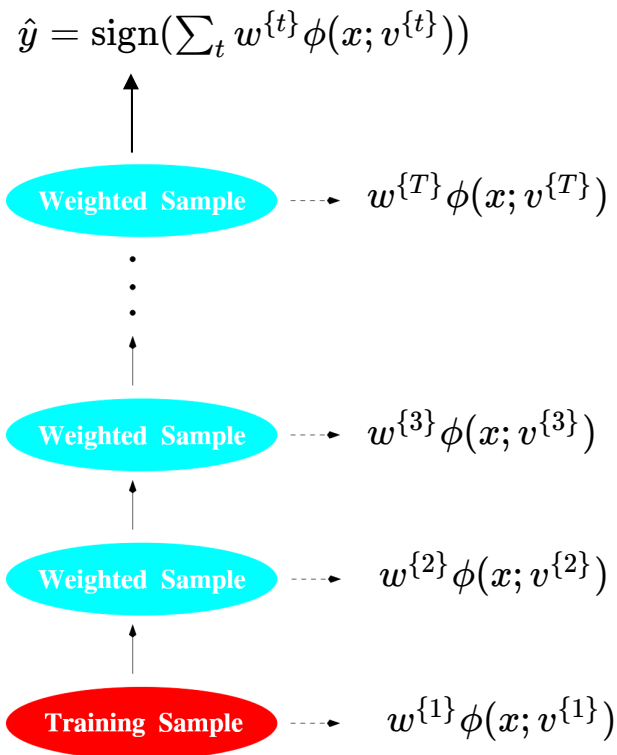 ŷ = sign(∑_t w^{t} ϕ(x; v^{t}))
Weighted Sample w^{T} ϕ(x; v^{T})
Weighted Sample w^{3} ϕ(x; v^{3})
Weighted Sample w^{2} ϕ(x; v^{2})
Training Sample w^{1} ϕ(x; v^{1})